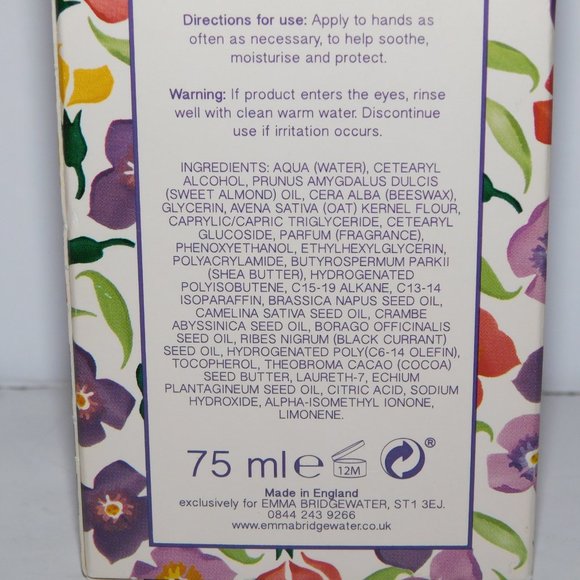 Directions for use: Apply to hands as
often as necessary, to help soothe,
moisturise and protect.
Warning: If product enters the eyes, rinse
well with clean warm water. Discontinue
use if irritation occurs.
INGREDIENTS: AQUA (WATER), CETEARYL
ALCOHOL, PRUNUS AMYGDALUS DULCIS
(SWEET ALMOND) OIL, CERA ALBA (BEESWAX),
GLYCERIN, AVENA SATIVA (OAT) KERNEL FLOUR,
CAPRYLIC/CAPRIC TRIGLYCERIDE, CETEARYL
GLUCOSIDE, PARFUM (FRAGRANCE),
PHENOXYETHANOL, ETHYLHEXYLGLYCERIN,
POLYACRYLAMIDE, BUTYROSPERMUM PARKII
(SHEA BUTTER), HYDROGENATED
POLYISOBUTENE, C15-19 ALKANE, C13-14
ISOPARAFFIN, BRASSICA NAPUS SEED OIL,
CAMELINA SATIVA SEED OIL, CRAMBE
ABYSSINICA SEED OIL, BORAGO OFFICINALIS
SEED OIL, RIBES NIGRUM (BLACK CURRANT)
SEED OIL, HYDROGENATED POLY(C6-14 OLEFIN),
TOCOPHEROL, THEOBROMA CACAO (COCOA)
SEED BUTTER, LAURETH-7, ECHIUM
PLANTAGINEUM SEED OIL, CITRIC ACID, SODIUM
HYDROXIDE, ALPHA-ISOMETHYL IONONE,
LIMONENE.
75 ml e 12M ®
Made in England
exclusively for EMMA BRIDGEWATER, ST1 3EJ.
0844 243 9266
www.emmabridgewater.co.uk